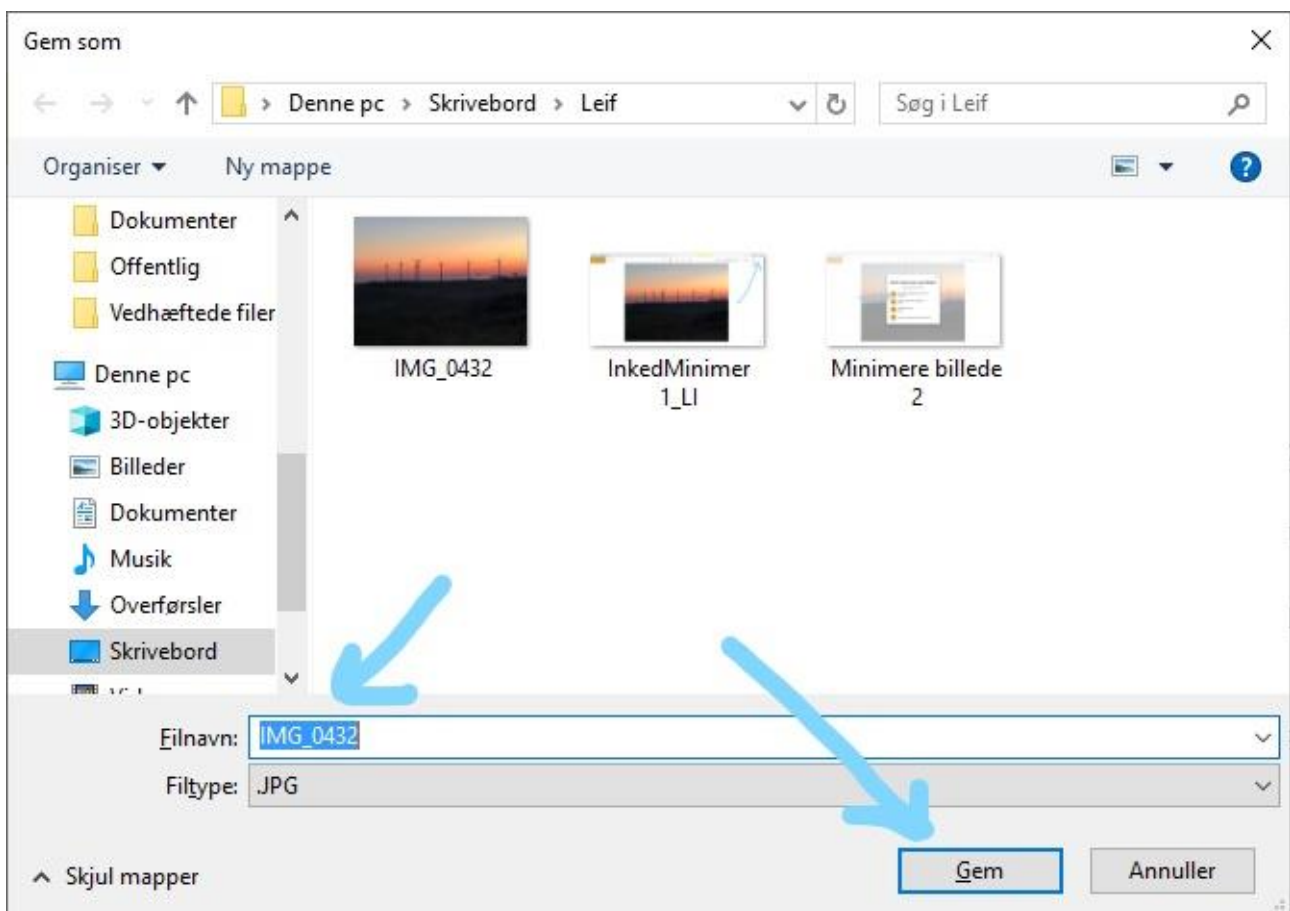 Gem som
Denne pc > Skrivebord > Leif
Søg i Leif
Organiser
Ny mappe
?
Dokumenter
Offentlig
Vedhæftede filer
Denne pc
3D-objekter
Billeder
Dokumenter
Musik
Overførsler
Skrivebord
IMG_0432
InkedMinimer
1_LI
Minimere billede
2
Filnavn: IMG_0432
Filtype: .JPG
Skjul mapper
Gem
Annuller